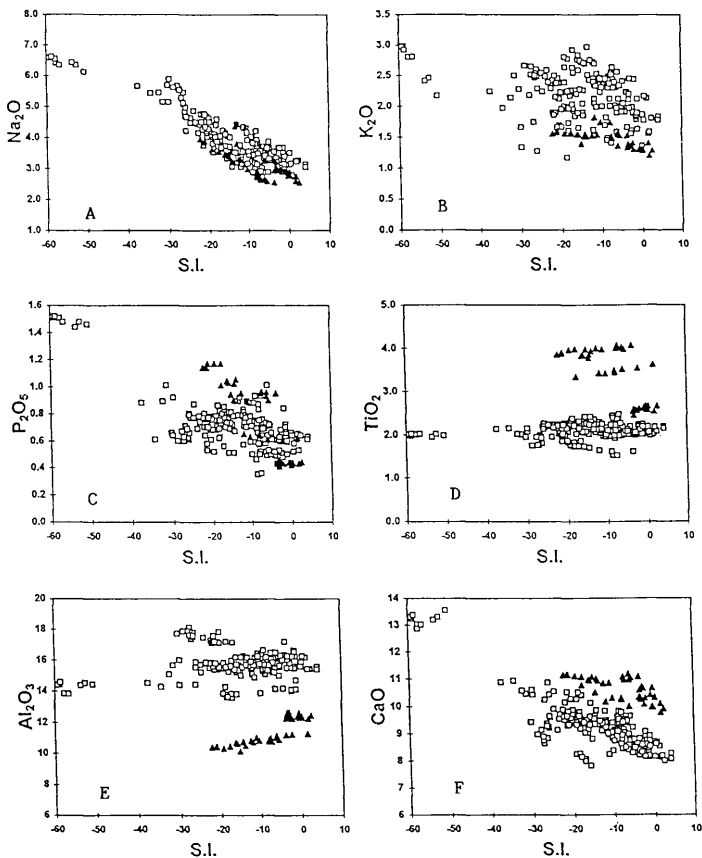 8.0
7.0
6.0
5.0
4.0
3.0
2.0
1.0
Na₂O
A
-60 -50 -40 -30 -20 -10 0 10
S.I.
3.5
3.0
2.5
2.0
1.5
1.0
0.5
0.0
K₂O
B
-60 -50 -40 -30 -20 -10 0 10
S.I.
1.6
1.4
1.2
1.0
0.8
0.6
0.4
0.2
0.0
P₂O₅
C
-60 -50 -40 -30 -20 -10 0 10
S.I.
5.0
4.0
3.0
2.0
1.0
0.0
TiO₂
D
-60 -50 -40 -30 -20 -10 0 10
S.I.
20
18
16
14
12
10
8
6
Al₂O₃
E
-60 -50 -40 -30 -20 -10 0 10
S.I.
14
13
12
11
10
9
8
7
6
CaO
F
-60 -50 -40 -30 -20 -10 0 10
S.I.